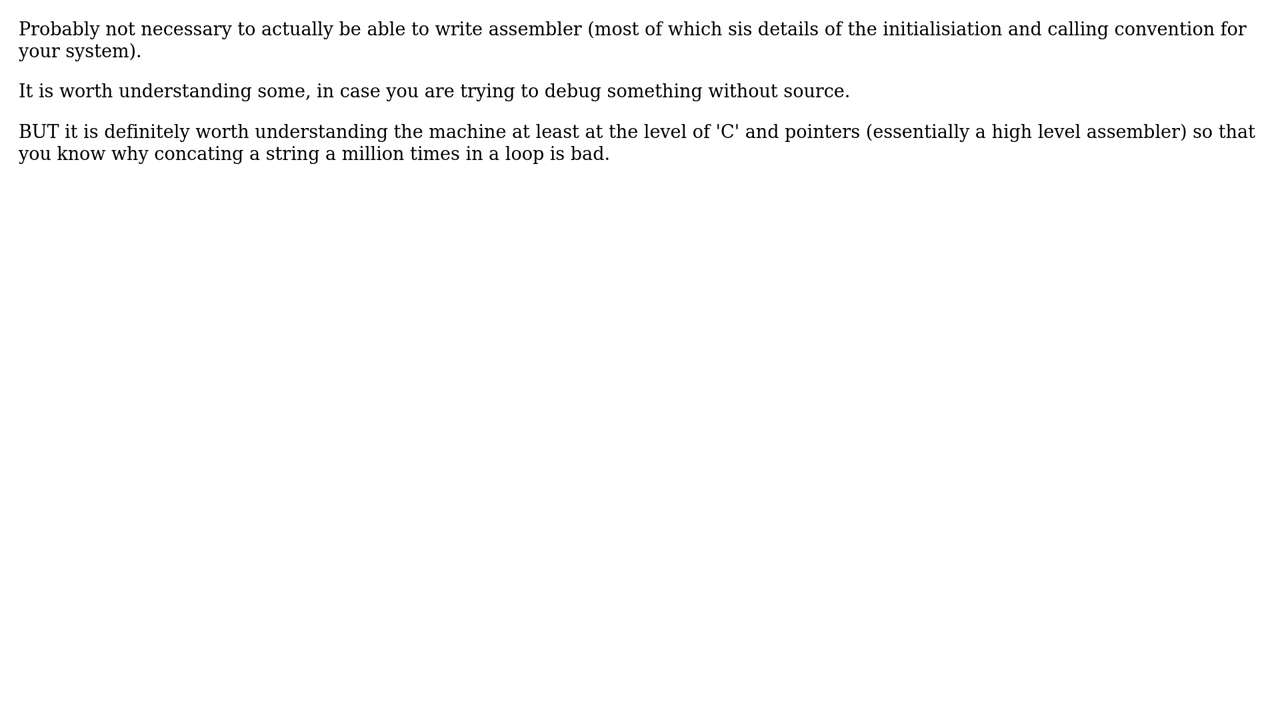 Probably not necessary to actually be able to write assembler (most of which sis details of the initialisiation and calling convention for
your system).
It is worth understanding some, in case you are trying to debug something without source.
BUT it is definitely worth understanding the machine at least at the level of 'C' and pointers (essentially a high level assembler) so that
you know why concating a string a million times in a loop is bad.